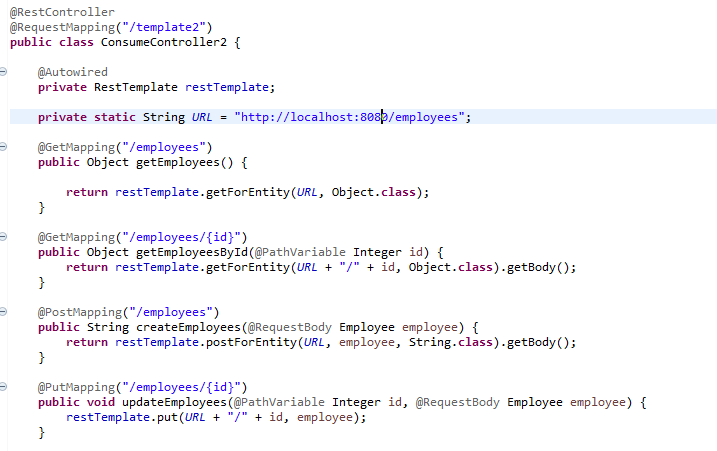 @RestController
@RequestMapping("/template2")
public class ConsumeController2 {
@Autowired
private RestTemplate restTemplate;
private static String URL = "http://localhost:8080/employees";
@GetMapping("/employees")
public Object getEmployees() {
return restTemplate.getForEntity(URL, Object.class);
}
@GetMapping("/employees/{id}")
public Object getEmployeesById(@PathVariable Integer id) {
return restTemplate.getForEntity(URL + "/" + id, Object.class).getBody();
}
@PostMapping("/employees")
public String createEmployees(@RequestBody Employee employee) {
return restTemplate.postForEntity(URL, employee, String.class).getBody();
}
@PutMapping("/employees/{id}")
public void updateEmployees(@PathVariable Integer id, @RequestBody Employee employee) {
restTemplate.put(URL + "/" + id, employee);
}